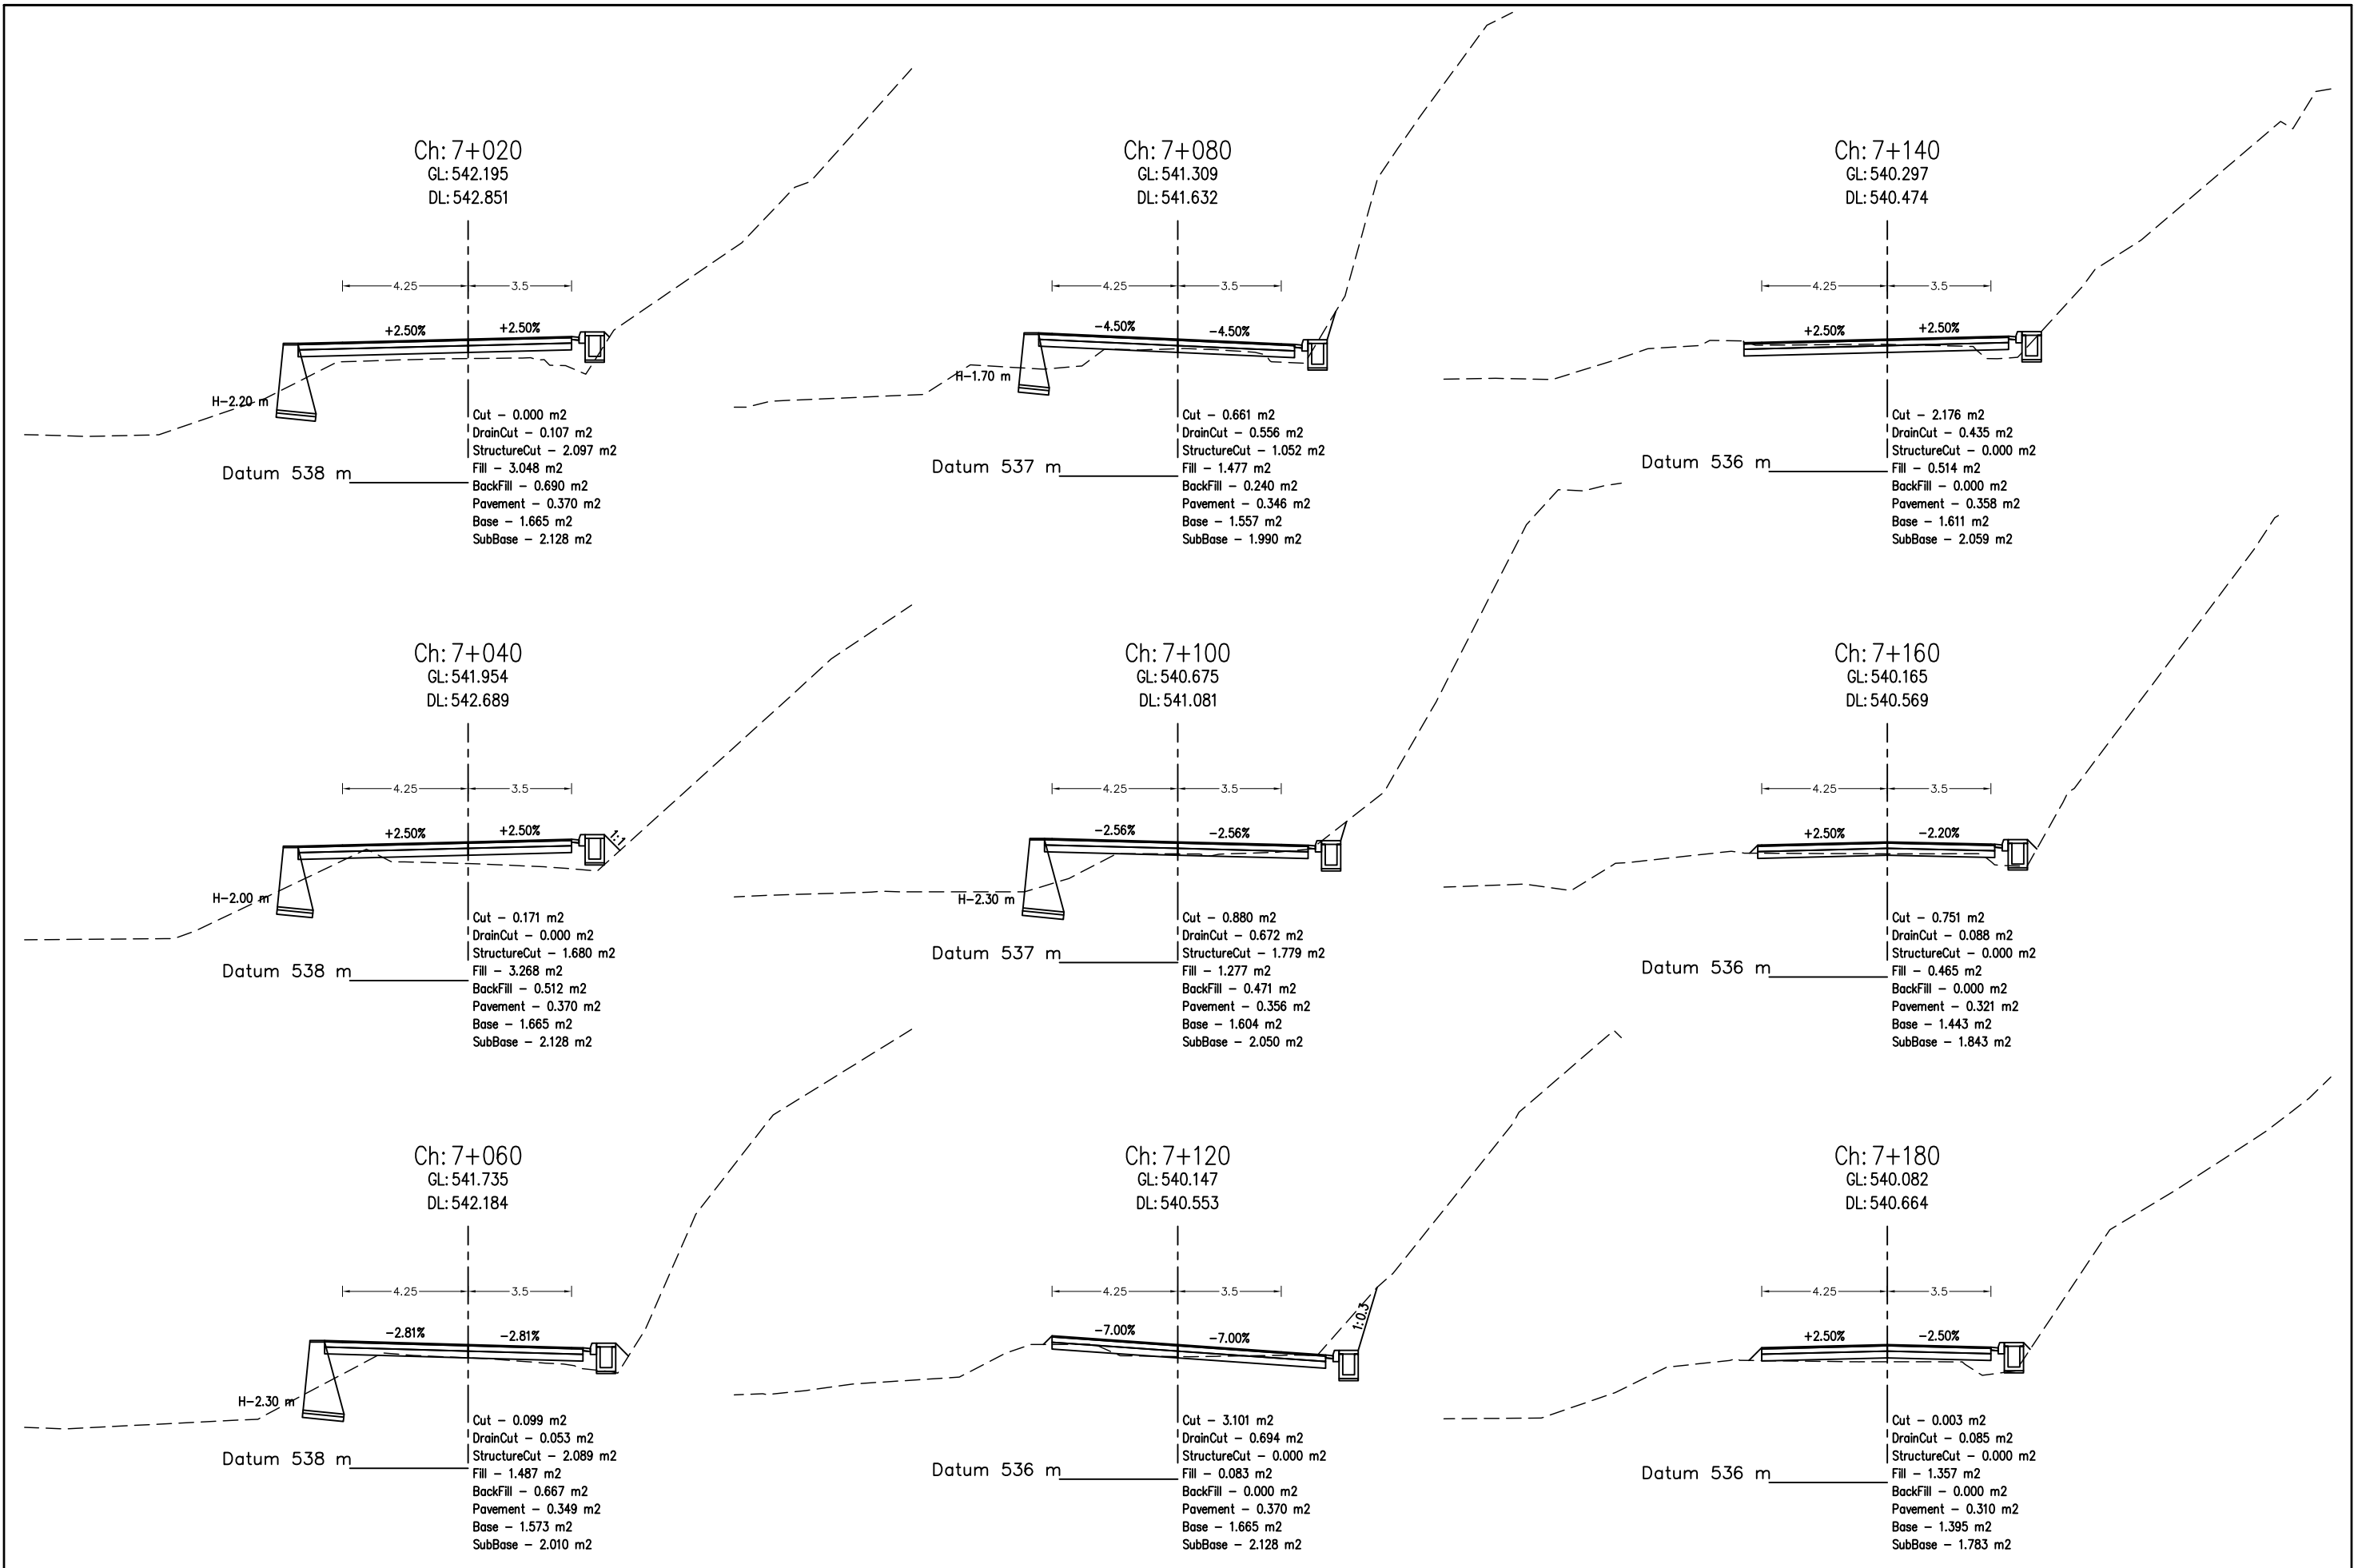 Ch: 7+020
GL: 542.195
DL: 542.851
4.25
3.5
+2.50%
+2.50%
H-2.20 m
Datum 538 m
Cut - 0.000 m2
DrainCut - 0.107 m2
StructureCut - 2.097 m2
Fill - 3.048 m2
BackFill - 0.690 m2
Pavement - 0.370 m2
Base - 1.665 m2
SubBase - 2.128 m2
Ch: 7+040
GL: 541.954
DL: 542.689
4.25
3.5
+2.50%
+2.50%
1:1
H-2.00 m
Datum 538 m
Cut - 0.171 m2
DrainCut - 0.000 m2
StructureCut - 1.680 m2
Fill - 3.268 m2
BackFill - 0.512 m2
Pavement - 0.370 m2
Base - 1.665 m2
SubBase - 2.128 m2
Ch: 7+060
GL: 541.735
DL: 542.184
4.25
3.5
-2.81%
-2.81%
H-2.30 m
Datum 538 m
Cut - 0.099 m2
DrainCut - 0.053 m2
StructureCut - 2.089 m2
Fill - 1.487 m2
BackFill - 0.667 m2
Pavement - 0.349 m2
Base - 1.573 m2
SubBase - 2.010 m2
Ch: 7+080
GL: 541.309
DL: 541.632
4.25
3.5
-4.50%
-4.50%
H-1.70 m
Datum 537 m
Cut - 0.661 m2
DrainCut - 0.556 m2
StructureCut - 1.052 m2
Fill - 1.477 m2
BackFill - 0.240 m2
Pavement - 0.346 m2
Base - 1.557 m2
SubBase - 1.990 m2
Ch: 7+100
GL: 540.675
DL: 541.081
4.25
3.5
-2.56%
-2.56%
H-2.30 m
Datum 537 m
Cut - 0.880 m2
DrainCut - 0.672 m2
StructureCut - 1.779 m2
Fill - 1.277 m2
BackFill - 0.471 m2
Pavement - 0.356 m2
Base - 1.604 m2
SubBase - 2.050 m2
Ch: 7+120
GL: 540.147
DL: 540.553
4.25
3.5
1:0.3
-7.00%
-7.00%
Datum 536 m
Cut - 3.101 m2
DrainCut - 0.694 m2
StructureCut - 0.000 m2
Fill - 0.083 m2
BackFill - 0.000 m2
Pavement - 0.370 m2
Base - 1.665 m2
SubBase - 2.128 m2
Ch: 7+140
GL: 540.297
DL: 540.474
4.25
3.5
+2.50%
+2.50%
Datum 536 m
Cut - 2.176 m2
DrainCut - 0.435 m2
StructureCut - 0.000 m2
Fill - 0.514 m2
BackFill - 0.000 m2
Pavement - 0.358 m2
Base - 1.611 m2
SubBase - 2.059 m2
Ch: 7+160
GL: 540.165
DL: 540.569
4.25
3.5
+2.50%
-2.20%
Datum 536 m
Cut - 0.751 m2
DrainCut - 0.088 m2
StructureCut - 0.000 m2
Fill - 0.465 m2
BackFill - 0.000 m2
Pavement - 0.321 m2
Base - 1.443 m2
SubBase - 1.843 m2
Ch: 7+180
GL: 540.082
DL: 540.664
4.25
3.5
+2.50%
-2.50%
Datum 536 m
Cut - 0.003 m2
DrainCut - 0.085 m2
StructureCut - 0.000 m2
Fill - 1.357 m2
BackFill - 0.000 m2
Pavement - 0.310 m2
Base - 1.395 m2
SubBase - 1.783 m2